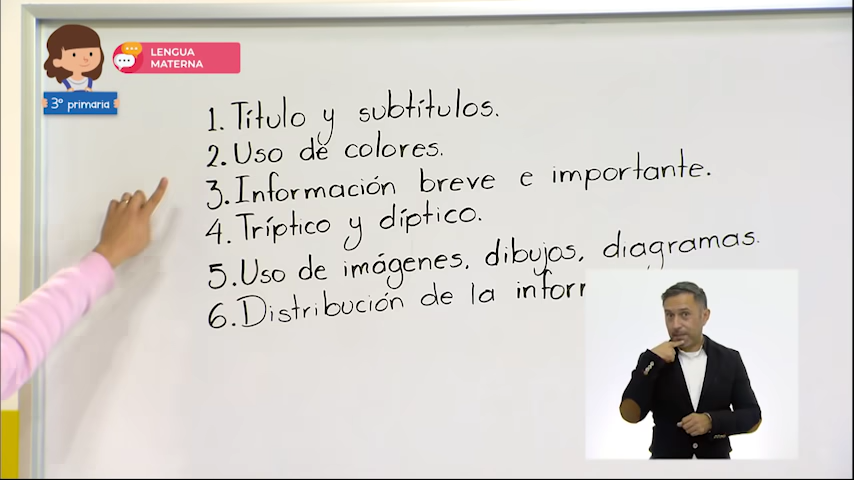 LENGUA
MATERNA
3° primaria
1. Título y subtítulos.
2. Uso de colores.
3. Información breve e importante.
4. Tríptico y díptico.
5. Uso de imágenes, dibujos, diagramas.
6. Distribución de la